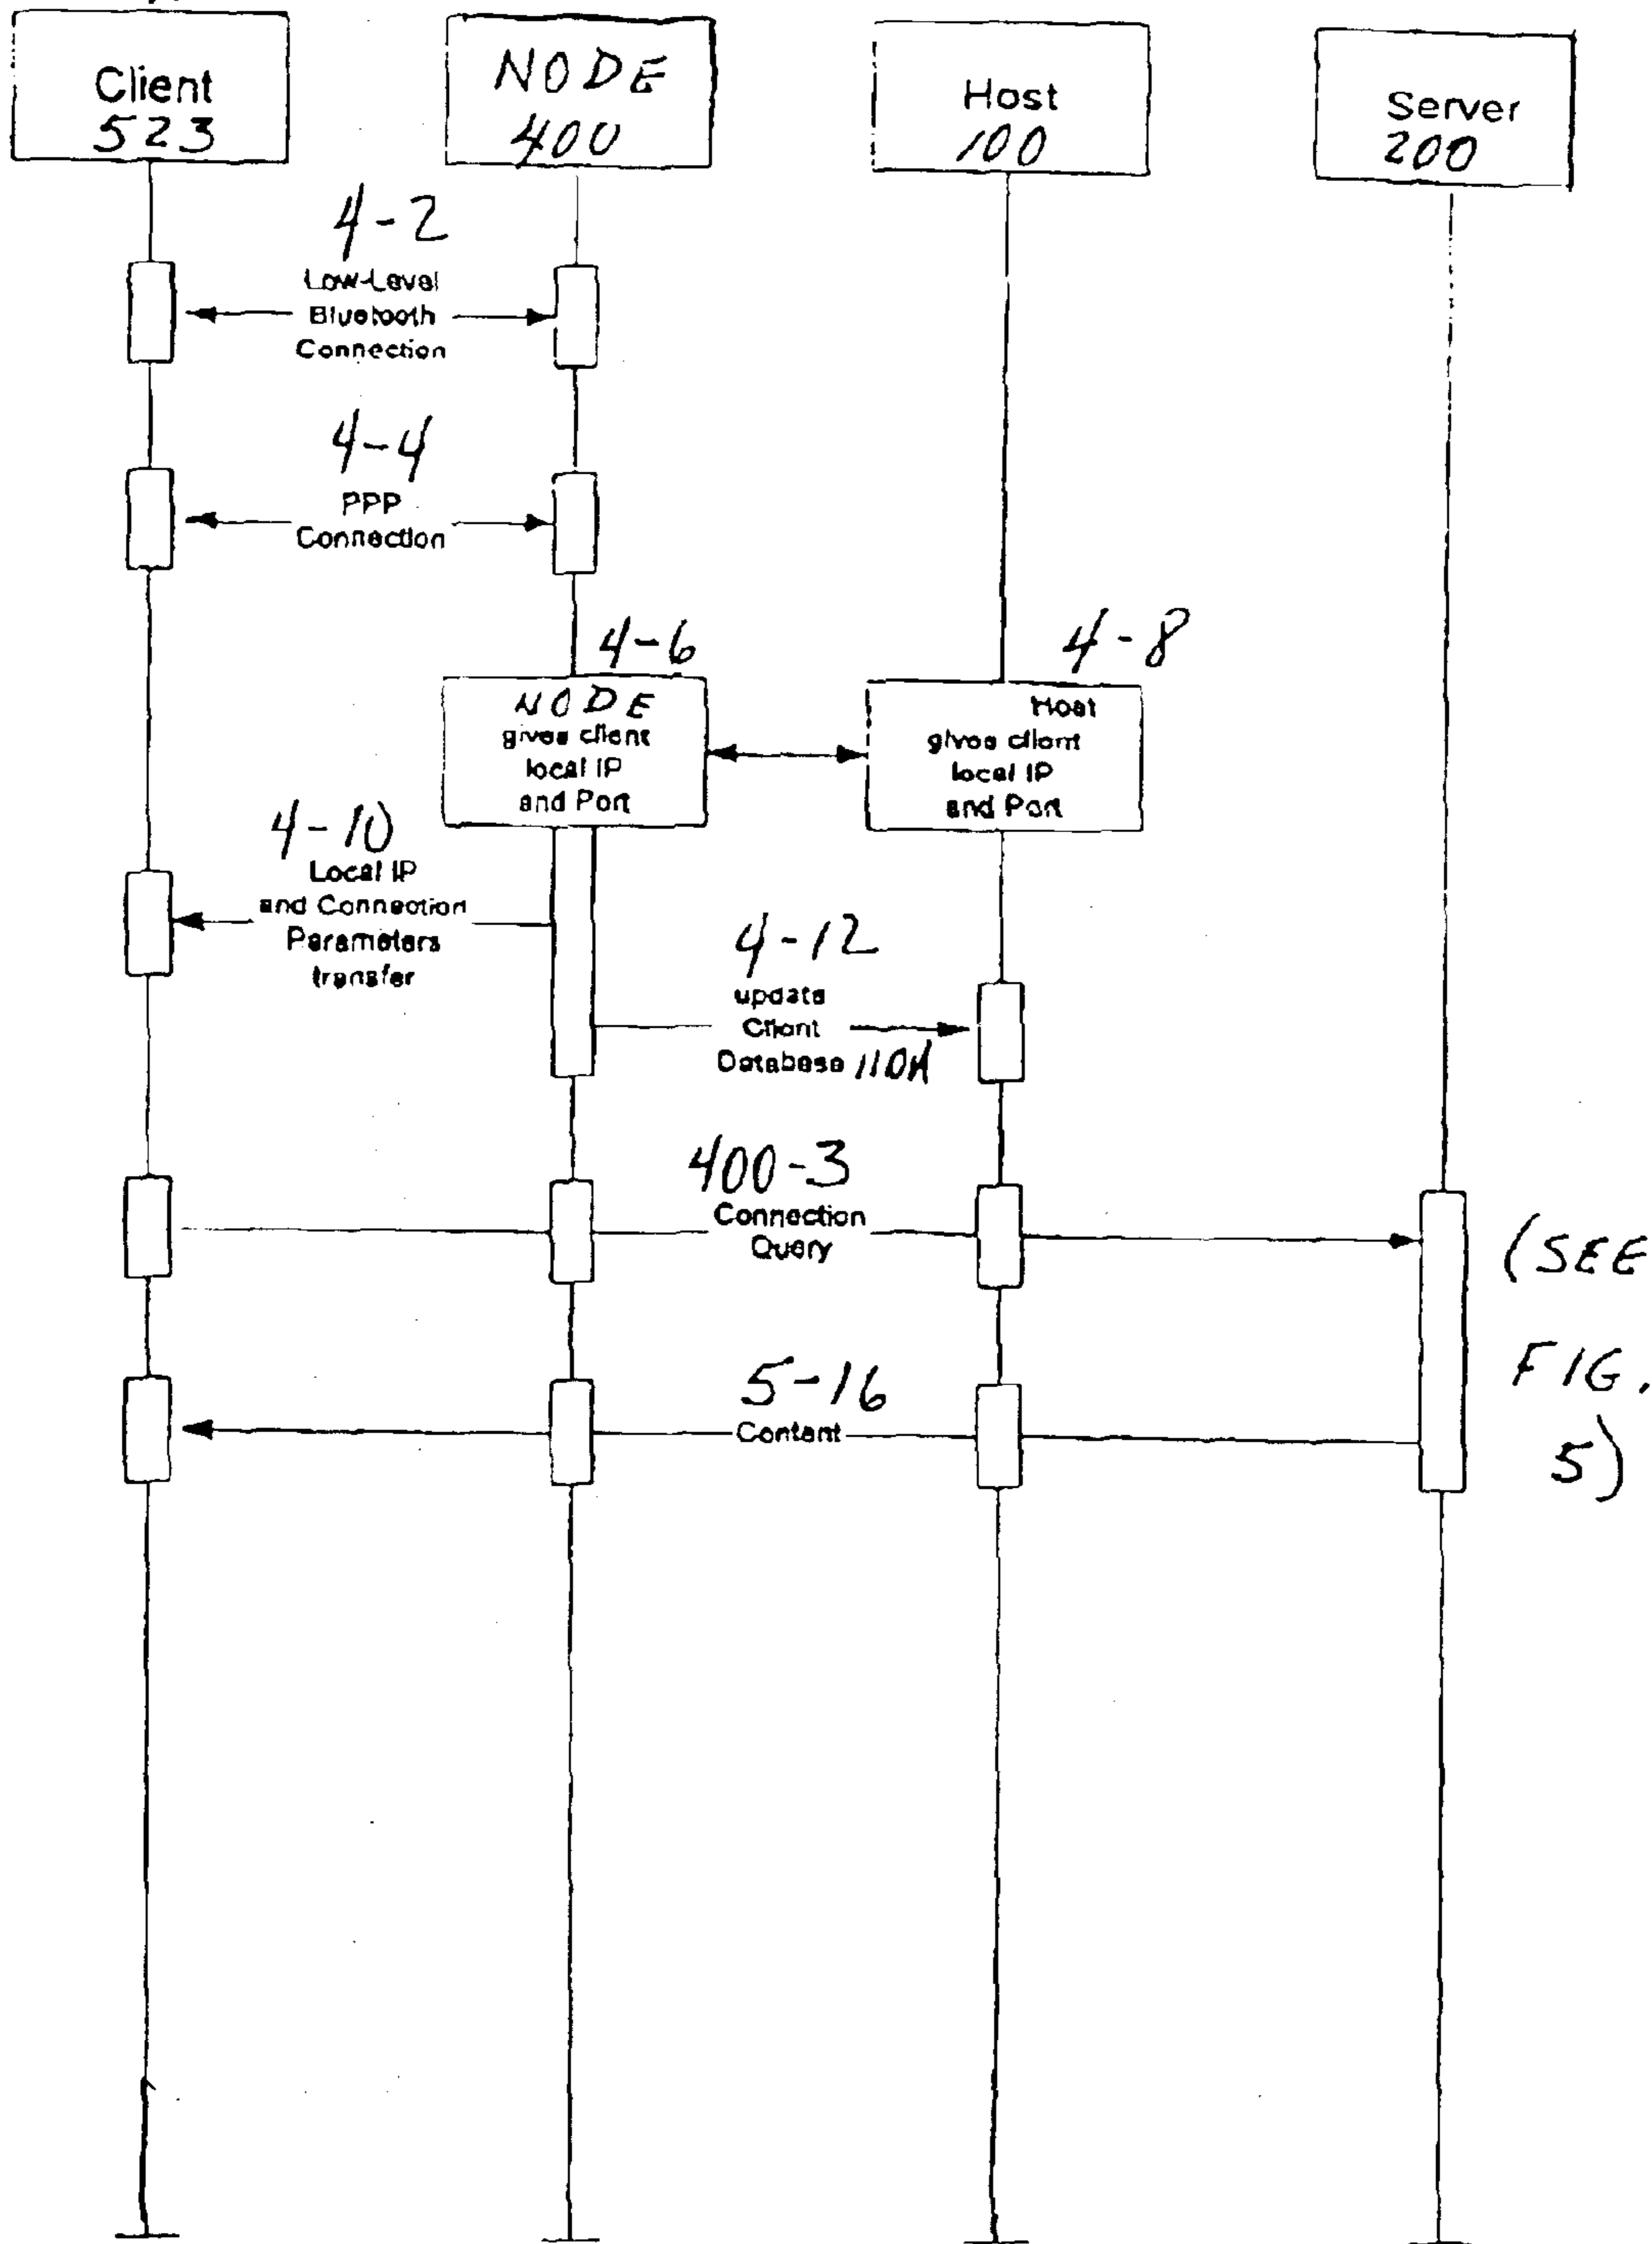 Client
523
NODE
400
Host
100
Server
200
4-2
Low-Level
Bluetooth
Connection
4-4
PPP
Connection
4-6
NODE
gives client
local IP
and Port
4-8
Host
gives client
local IP
and Port
4-10
Local IP
and Connection
Parameters
transfer
4-12
update
Client
Database 110A
400-3
Connection
Query
(SEE
FIG.
5)
5-16
Content